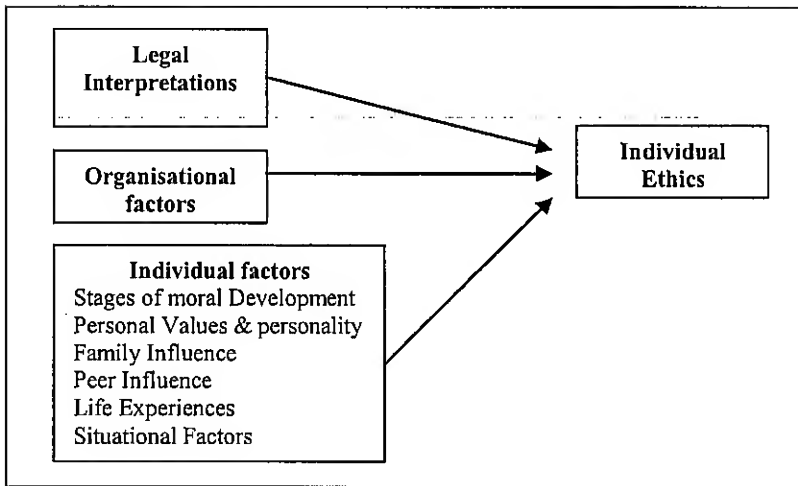 Legal
Interpretations
Organisational
factors
Individual factors
Stages of moral Development
Personal Values & personality
Family Influence
Peer Influence
Life Experiences
Situational Factors
Individual
Ethics